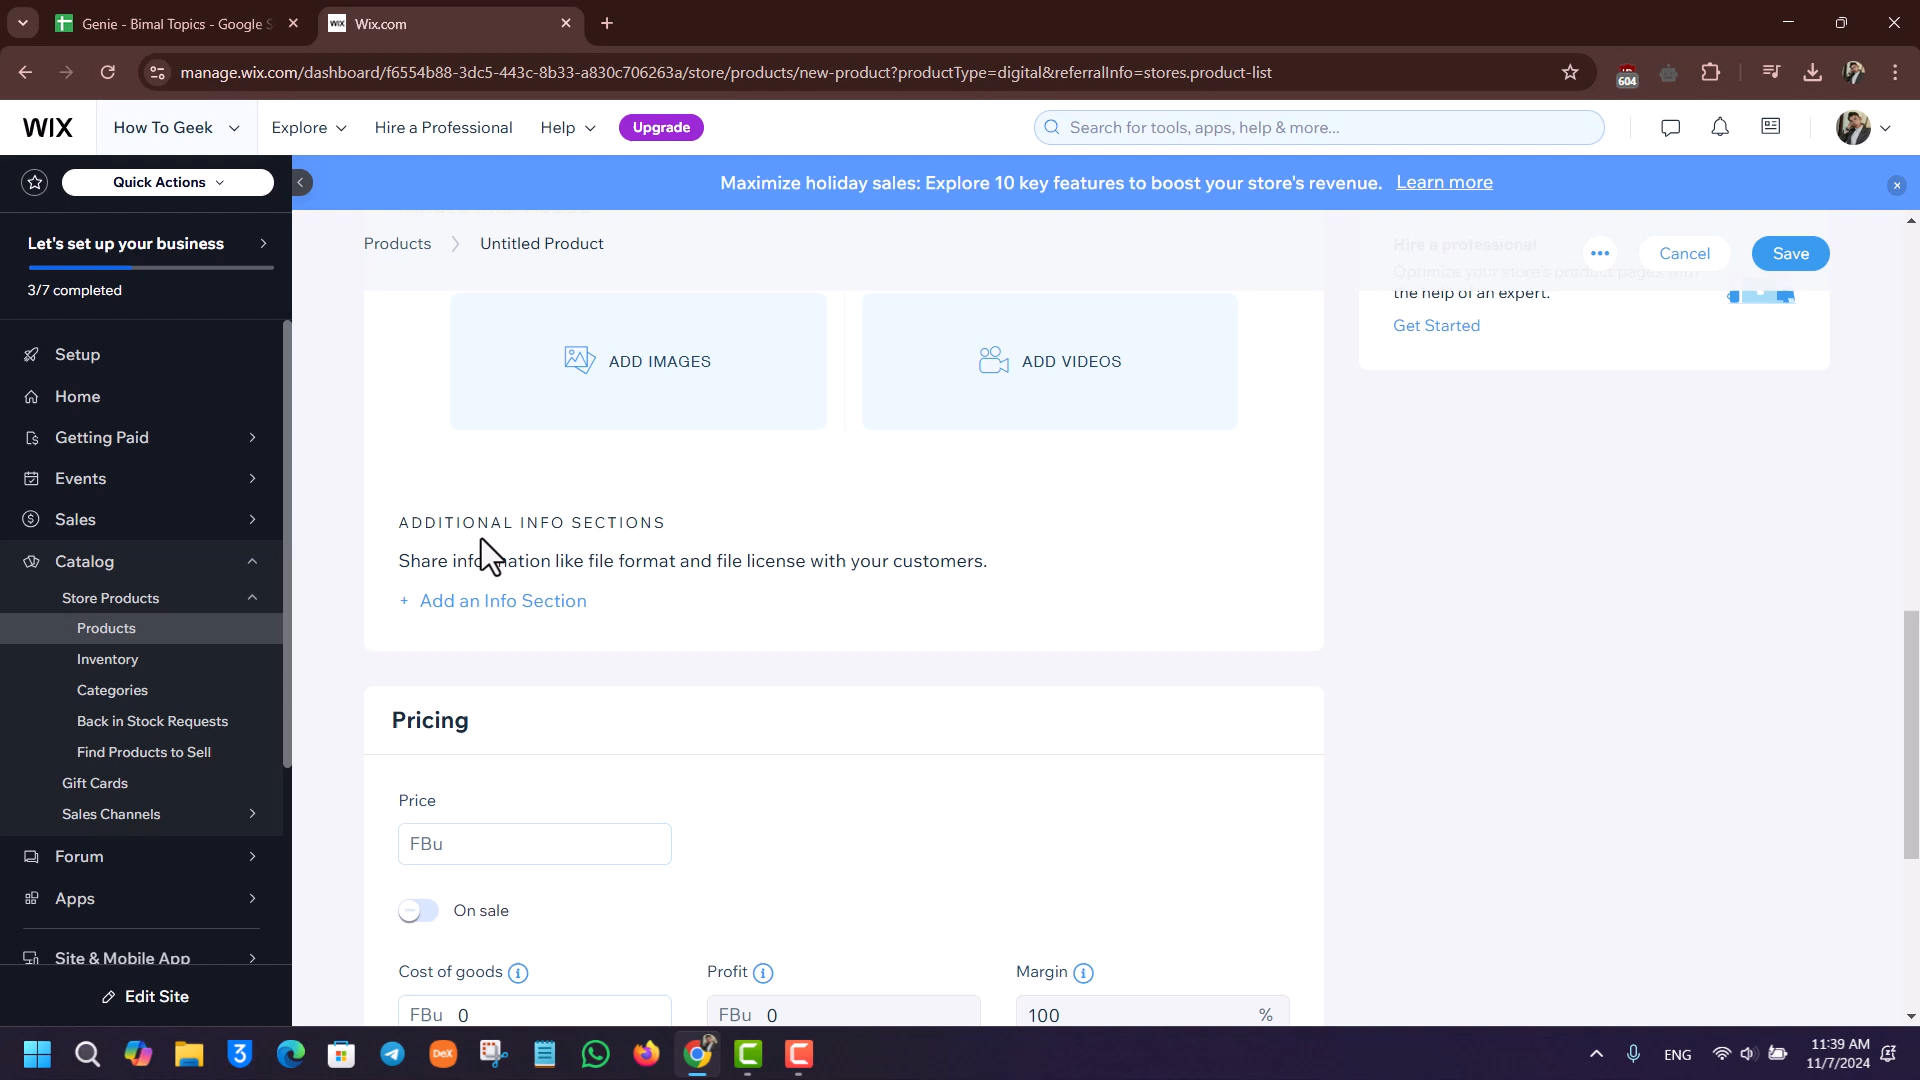 Genie - Bimal Topics - Google S
Wix.com
manage.wix.com/dashboard/f6554b88-3dc5-443c-8b33-a830c706263a/store/products/new-product?productType=digital&referralInfo=stores.product-list
604
WIX
How To Geek
Explore
Hire a Professional
Help
Upgrade
Search for tools, apps, help & more...
Quick Actions
Maximize holiday sales: Explore 10 key features to boost your store's revenue. Learn more
Let's set up your business
3/7 completed
Products
Untitled Product
Hire a professional
Optimize your store's product pages with
the help of an expert.
Get Started
Cancel
Save
Setup
Home
Getting Paid
Events
Sales
Catalog
Store Products
Products
Inventory
Categories
Back in Stock Requests
Find Products to Sell
Gift Cards
Sales Channels
Forum
Apps
Site & Mobile App
Edit Site
ADD IMAGES
ADD VIDEOS
ADDITIONAL INFO SECTIONS
Share information like file format and file license with your customers.
+ Add an Info Section
Pricing
Price
FBu
On sale
Cost of goods
Profit
Margin
FBu 0
FBu 0
100 %
DeX
ENG
11:39 AM
11/7/2024